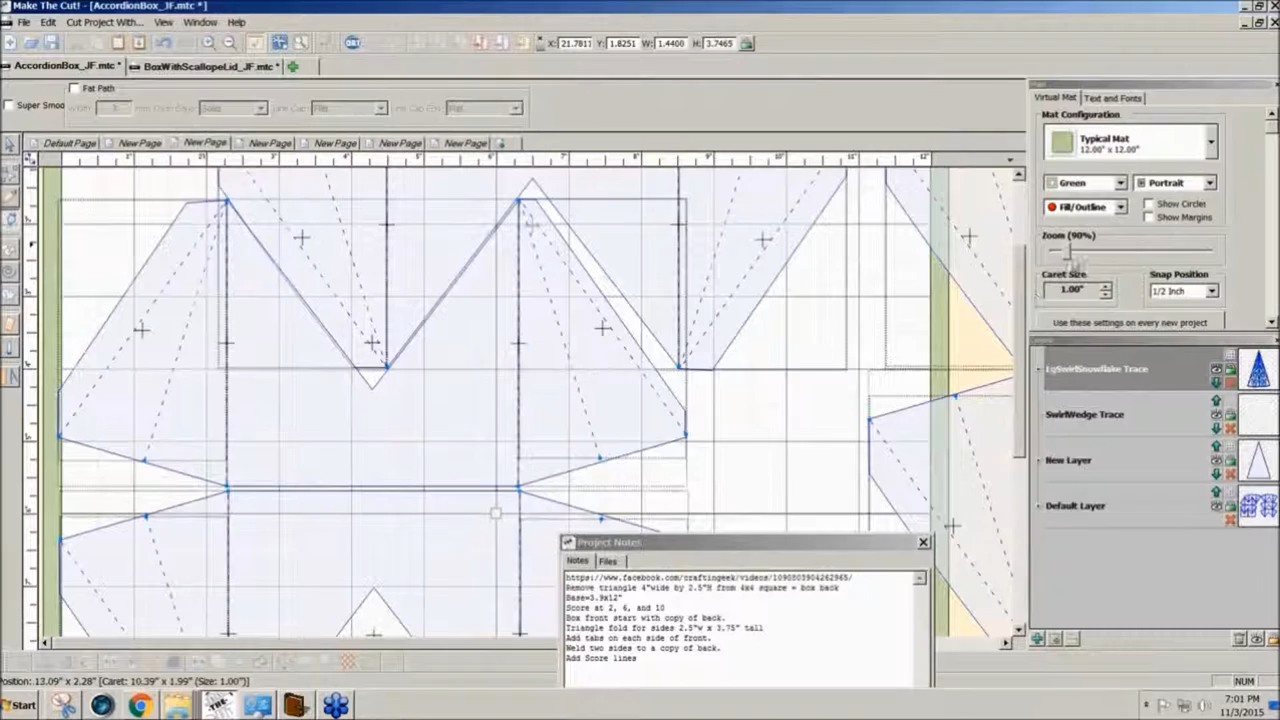 Make The Cut! - [AccordionBox_JF.mtc *]
File Edit Cut Project With... View Window Help
X: 21.7811 Y: 1.8251 W: 1.4400 H: 3.7465
AccordionBox_JF.mtc * BoxWithScallopeLid_JF.mtc *
Super Smoo Fat Path
Default Page New Page New Page New Page New Page New Page New Page
Virtual Mat Text and Fonts
Mat Configuration
Typical Mat
12.00" x 12.00"
Green Portrait
Fill/Outline Show Circles
Show Margins
Zoom (90%)
Caret Size Snap Position
1.00" 1/2 Inch
Use these settings on every new project
LgSwirlSnowflake Trace
SwirlWedge Trace
New Layer
Default Layer
Project Notes
Notes Files
Remove triangle 4"wide by 2.5"H from 4x4 square = box back
Base=3.9x12"
Score at 2, 6, and 10
Box front start with copy of back.
Triangle fold for sides 2.5"w x 3.75" tall
Add tabs on each side of front.
Weld two sides to a copy of back.
Add Score lines
Position: 13.09" x 2.28" [Caret: 10.39" x 1.99" (Size: 1.00")]
NUM
Start
7:01 PM
11/3/2015